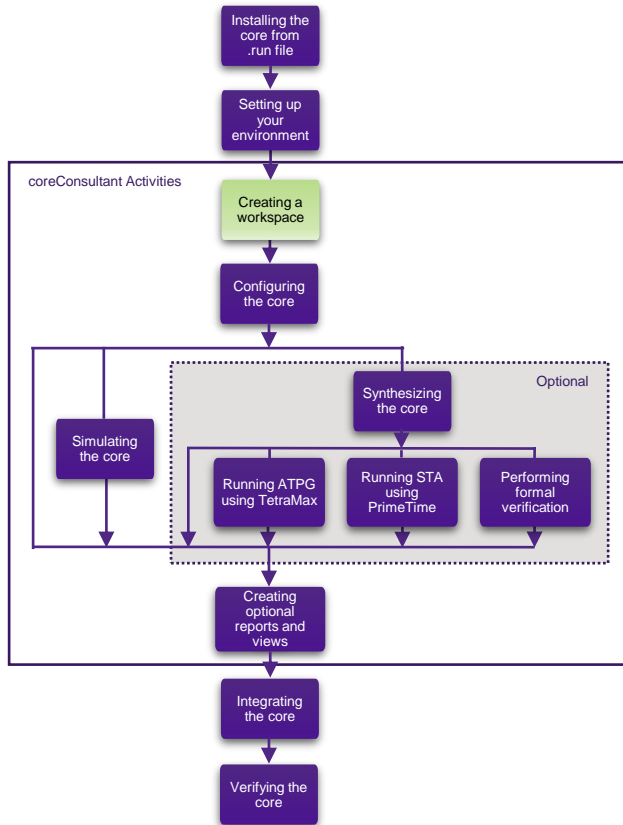 Installing the
core from
.run file
Setting up
your
environment
coreConsultant Activities
Creating a
workspace
Configuring
the core
Optional
Synthesizing
the core
Simulating
the core
Running ATPG
using TetraMax
Running STA
using
PrimeTime
Performing
formal
verification
Creating
optional
reports and
views
Integrating
the core
Verifying the
core